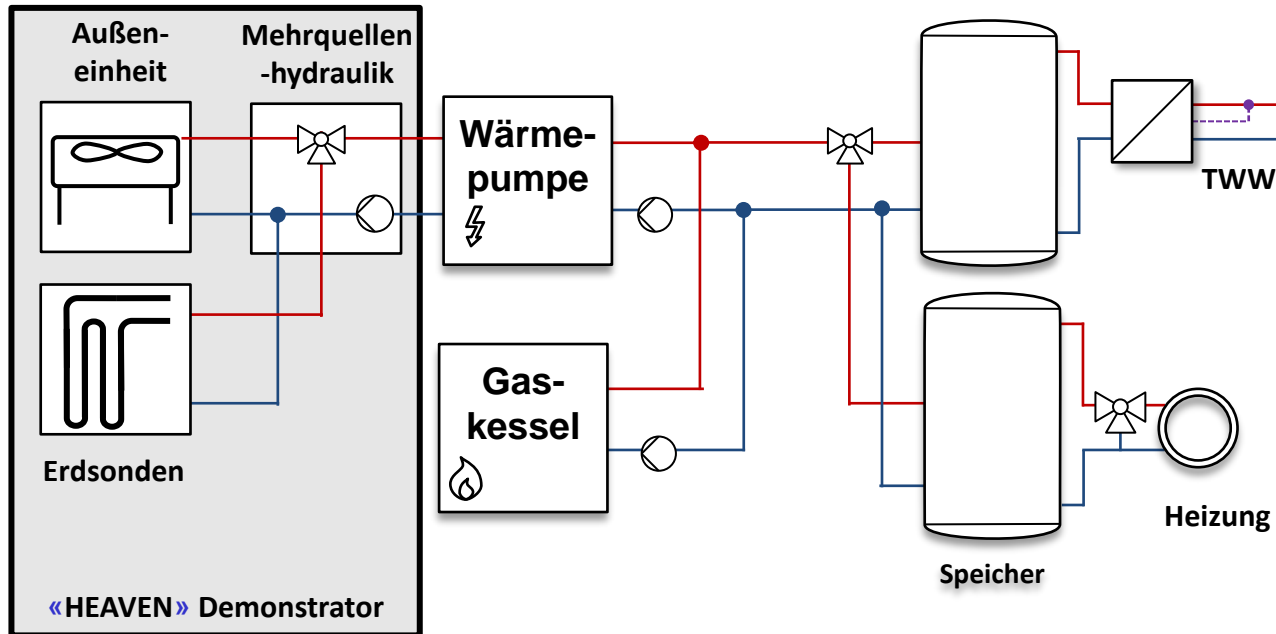 Außen-
einheit
Mehrquellen
-hydraulik
Wärme-
pumpe
TWW
Gas-
kessel
Erdsonden
Heizung
Speicher
«HEAVEN» Demonstrator